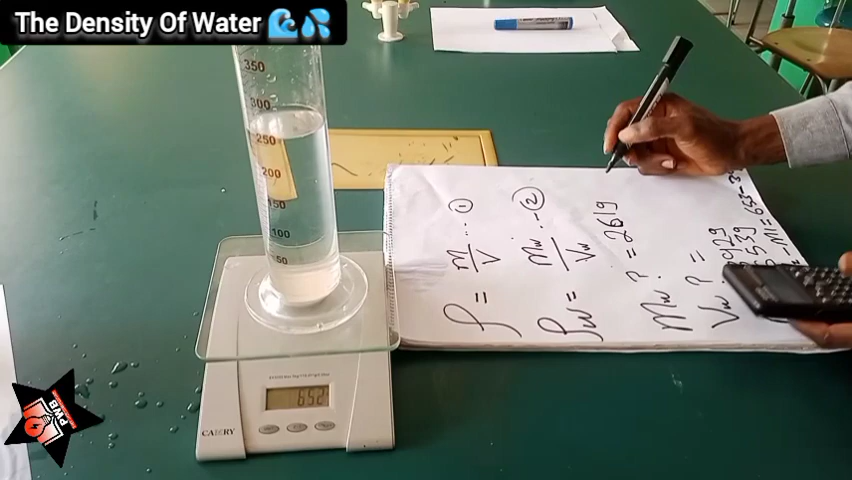 The Density Of Water 🌊💦
350
300
250
200
150
100
50
ρ = m/V ...①
ρw = mw/Vw ...②
Mw? = 261g
Vw? =
652
CAMRY
PWB